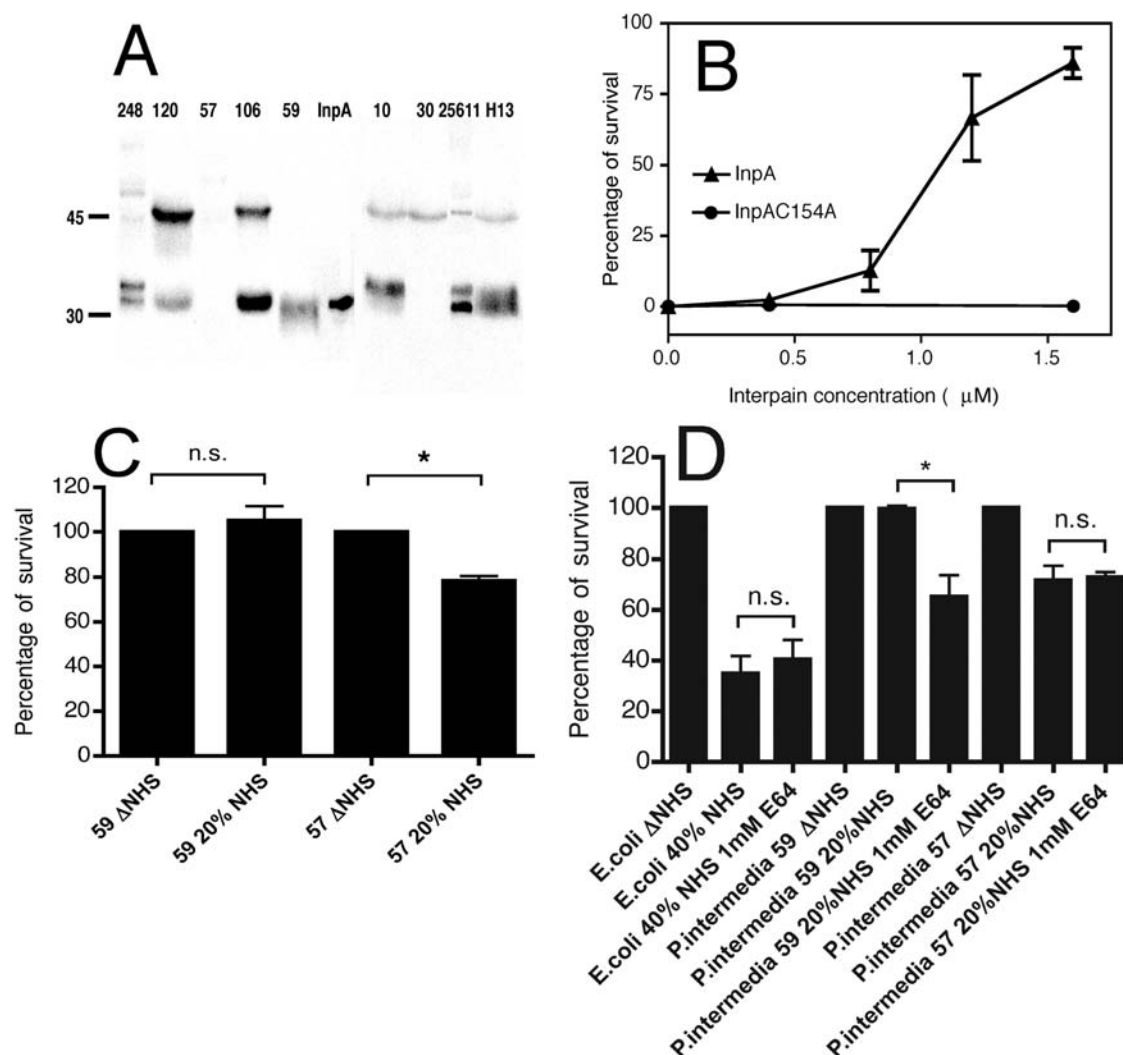 A
248 120 57 106 59 InpA 10 30 25611 H13
45
30
B
Percentage of survival
100
75
50
25
0
InpA
InpAC154A
0.0 0.5 1.0 1.5
Interpain concentration ( μM)
C
Percentage of survival
120
100
80
60
40
20
0
n.s.
*
59 ΔNHS
59 20% NHS
57 ΔNHS
57 20% NHS
D
Percentage of survival
120
100
80
60
40
20
0
n.s.
*
n.s.
E.coli ΔNHS
E.coli 40% NHS
E.coli 40% NHS 1mM E64
P.intermedia 59 ΔNHS
P.intermedia 59 20%NHS
P.intermedia 59 20%NHS 1mM E64
P.intermedia 57 ΔNHS
P.intermedia 57 20%NHS
P.intermedia 57 20%NHS 1mM E64